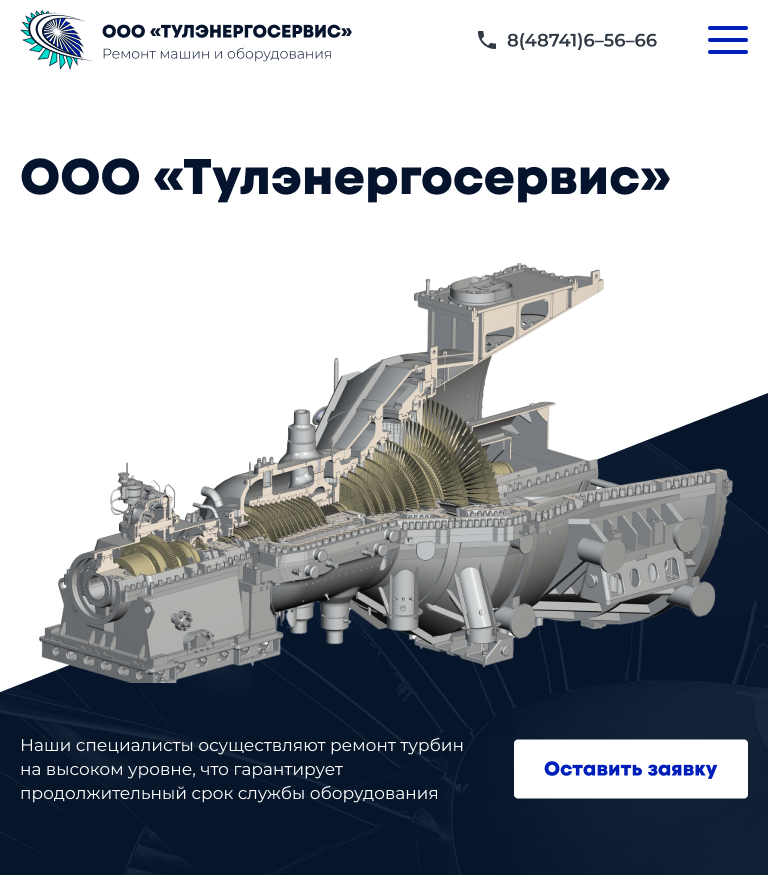 ООО «ТУЛЭНЕРГОСЕРВИС»
Ремонт машин и оборудования
8(48741)6–56–66
ООО «Тулэнергосервис»
Наши специалисты осуществляют ремонт турбин
на высоком уровне, что гарантирует
продолжительный срок службы оборудования
Оставить заявку